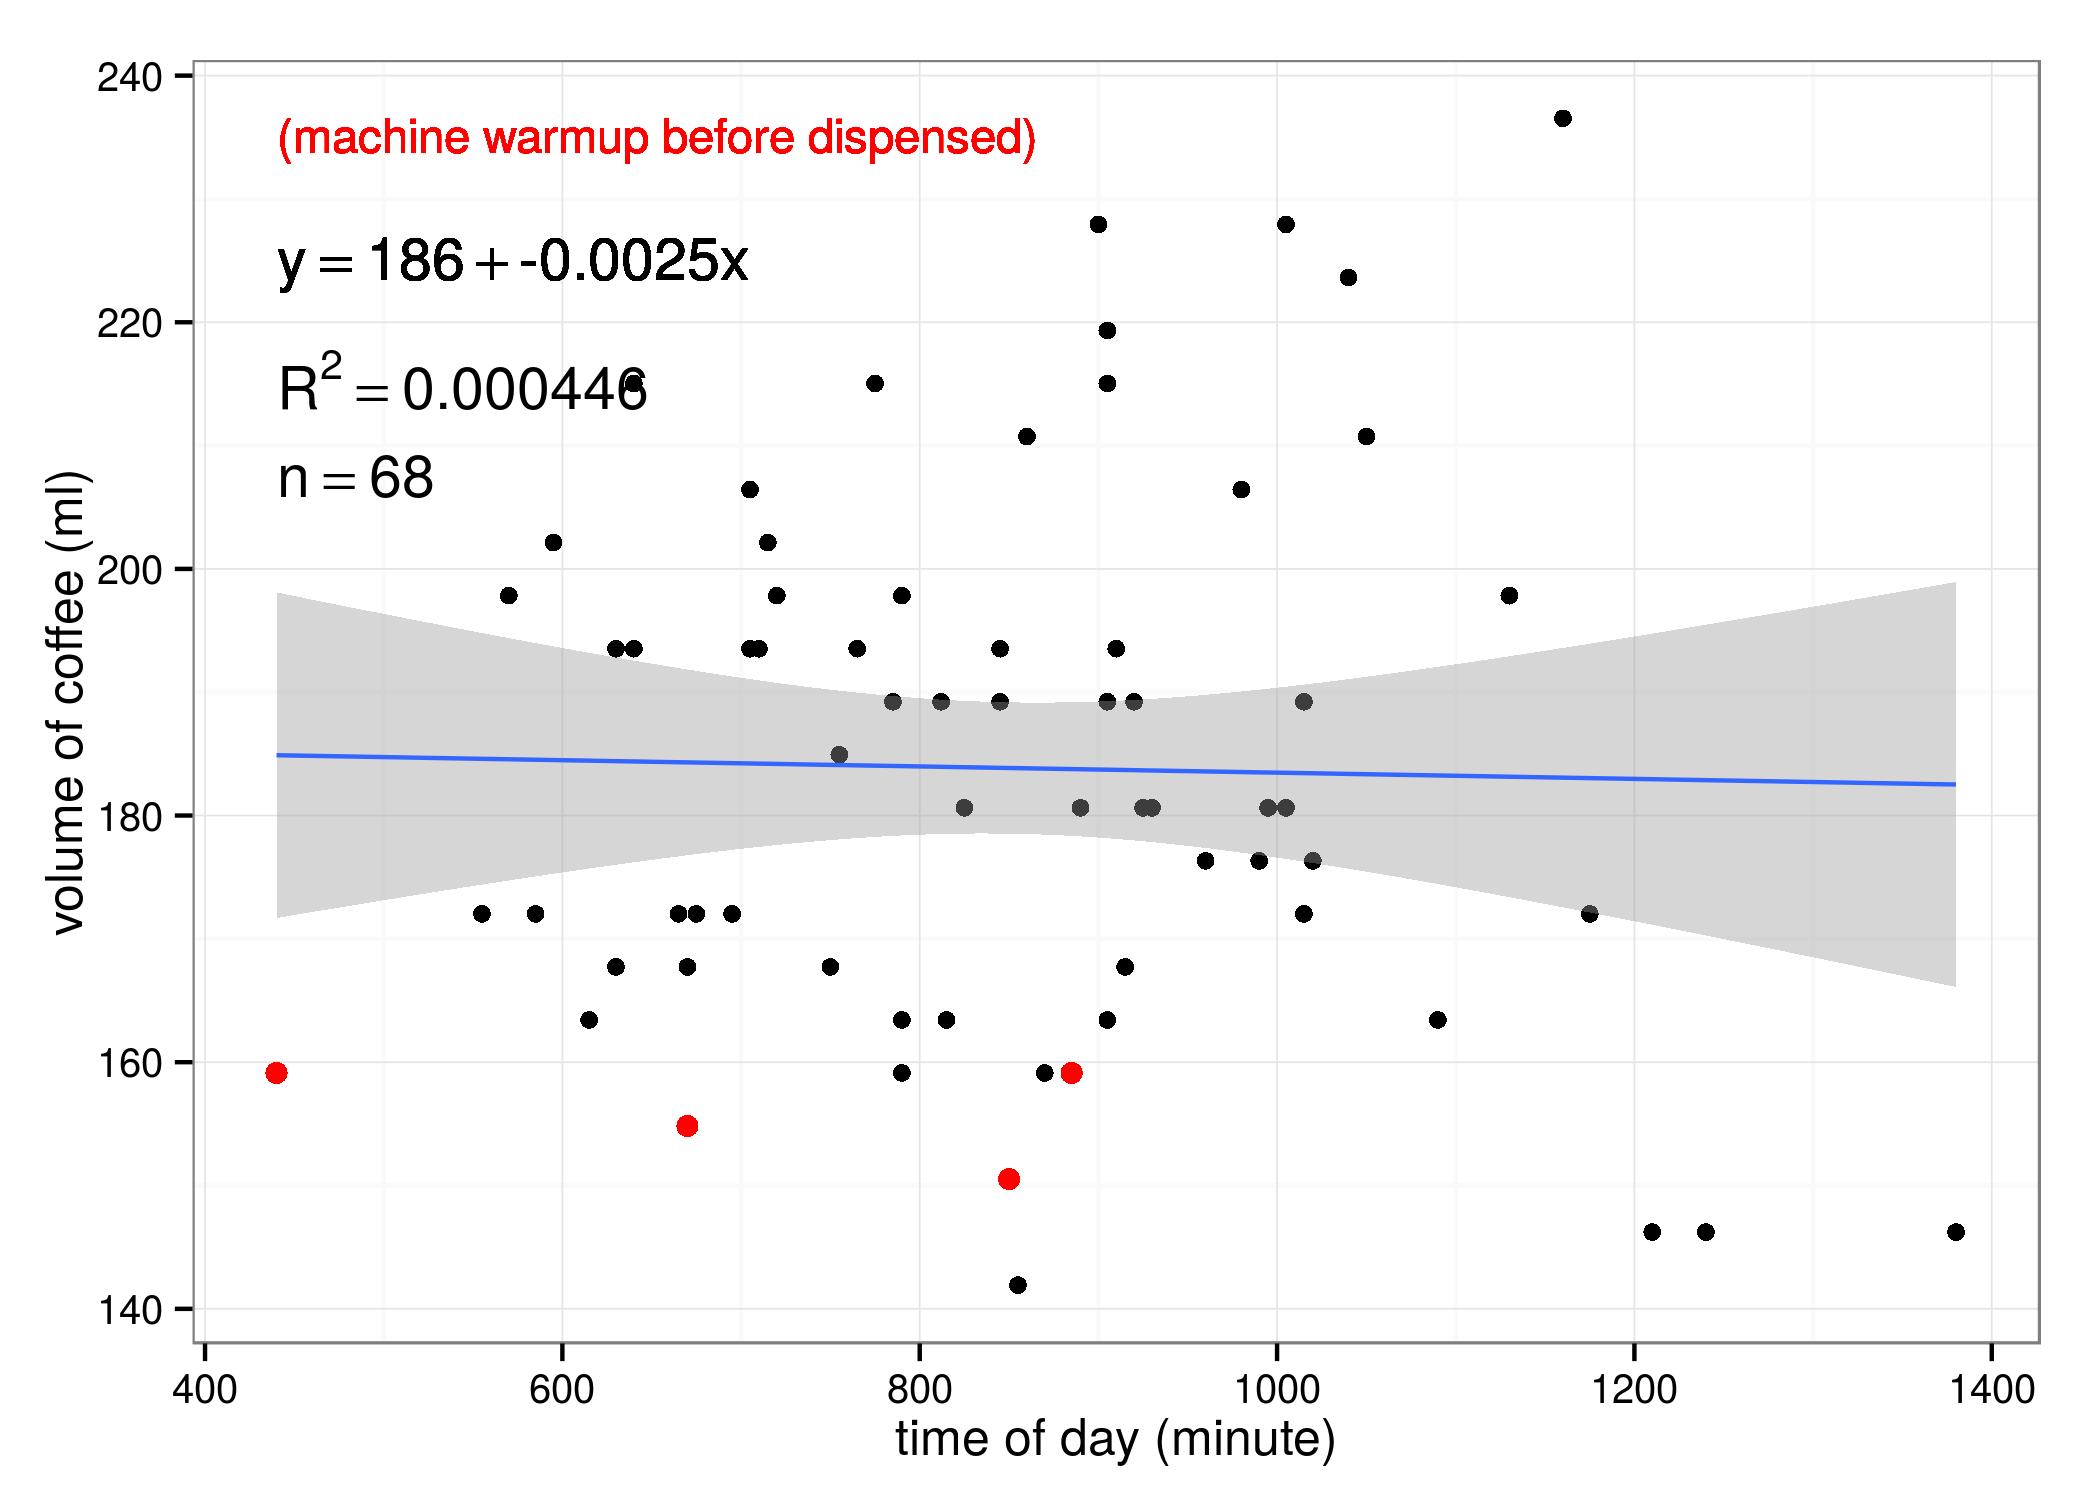 (machine warmup before dispensed)
y = 186 + -0.0025x
R² = 0.000446
n = 68
volume of coffee (ml)
240
220
200
180
160
140
400 600 800 1000 1200 1400
time of day (minute)